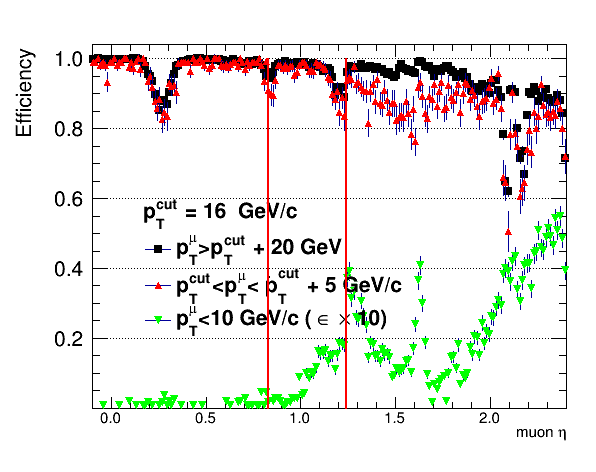 Efficiency
1.0
0.8
0.6
0.4
0.2
p_T^cut = 16 GeV/c
p_T^μ>p_T^cut + 20 GeV
p_T^cut<p_T^μ< p_T^cut + 5 GeV/c
p_T^μ<10 GeV/c ( ∈ × 10)
0.0 0.5 1.0 1.5 2.0
muon η